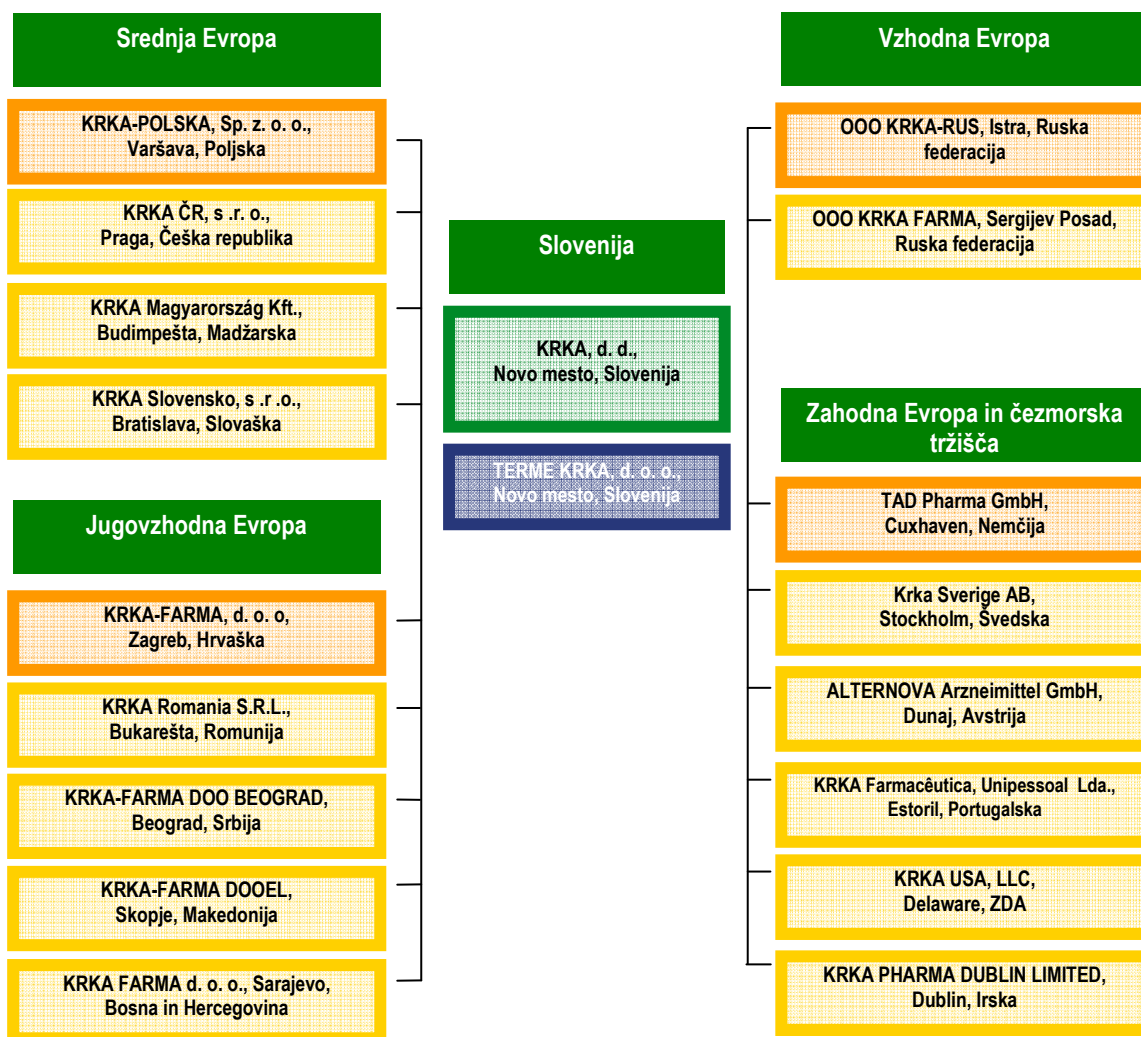 Srednja Evropa
KRKA-POLSKA, Sp. z. o. o.,
Varšava, Poljska
KRKA ČR, s .r. o.,
Praga, Češka republika
KRKA Magyarország Kft.,
Budimpešta, Madžarska
KRKA Slovensko, s .r .o.,
Bratislava, Slovaška
Jugovzhodna Evropa
KRKA-FARMA, d. o. o,
Zagreb, Hrvaška
KRKA Romania S.R.L.,
Bukarešta, Romunija
KRKA-FARMA DOO BEOGRAD,
Beograd, Srbija
KRKA-FARMA DOOEL,
Skopje, Makedonija
KRKA FARMA d. o. o., Sarajevo,
Bosna in Hercegovina
Slovenija
KRKA, d. d.,
Novo mesto, Slovenija
TERME KRKA, d. o. o.,
Novo mesto, Slovenija
Vzhodna Evropa
OOO KRKA-RUS, Istra, Ruska
federacija
OOO KRKA FARMA, Sergijev Posad,
Ruska federacija
Zahodna Evropa in čezmorska
tržišča
TAD Pharma GmbH,
Cuxhaven, Nemčija
Krka Sverige AB,
Stockholm, Švedska
ALTERNOVA Arzneimittel GmbH,
Dunaj, Avstrija
KRKA Farmacêutica, Unipessoal Lda.,
Estoril, Portugalska
KRKA USA, LLC,
Delaware, ZDA
KRKA PHARMA DUBLIN LIMITED,
Dublin, Irska